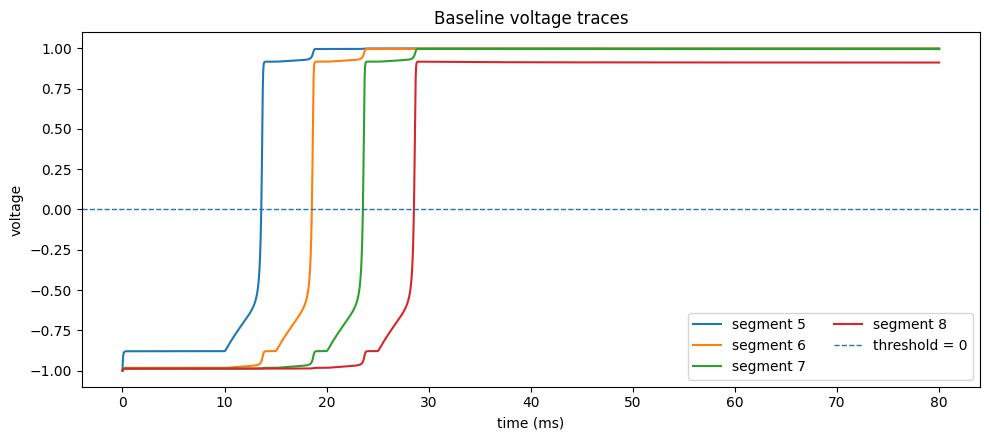 Baseline voltage traces
voltage
1.00
0.75
0.50
0.25
0.00
−0.25
−0.50
−0.75
−1.00
segment 5
segment 6
segment 7
segment 8
threshold = 0
0 10 20 30 40 50 60 70 80
time (ms)